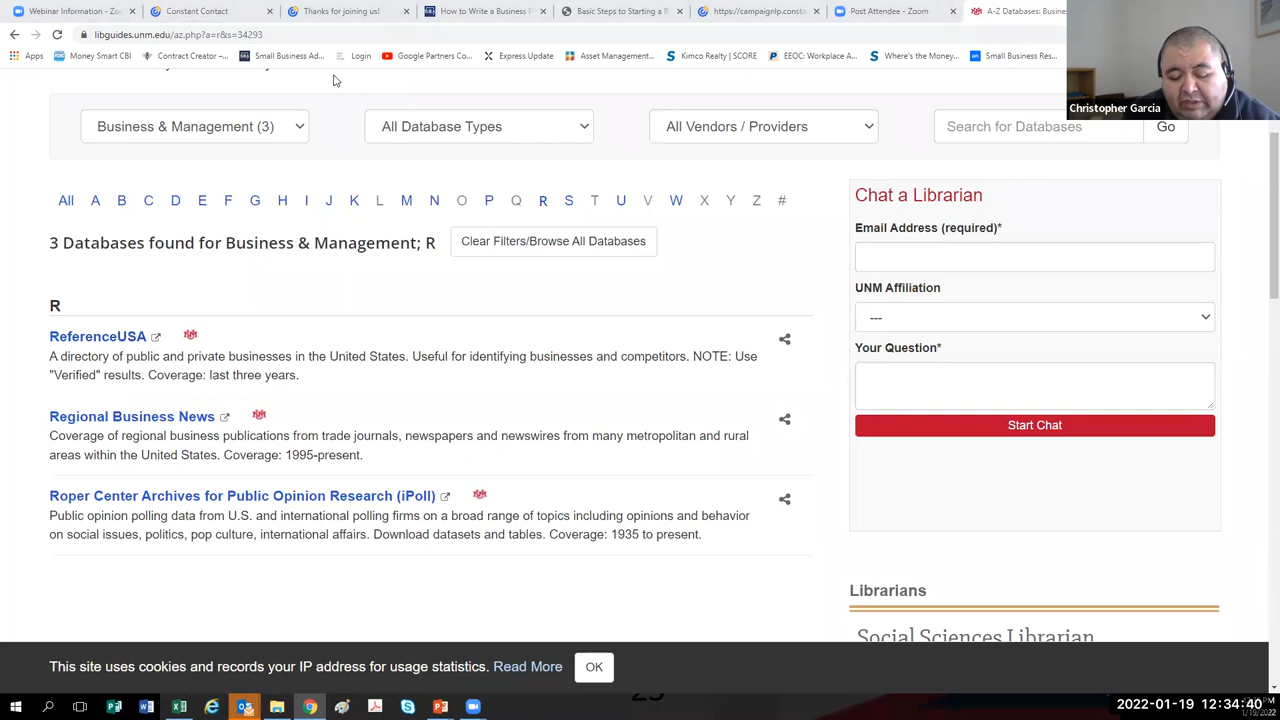 Webinar Information - Zo
Constant Contact
Thanks for joining us!
How to Write a Business P
Basic Steps to Starting a B
https://campaignlp.consta
Post Attendee - Zoom
A-Z Databases: Busine
libguides.unm.edu/az.php?a=r&s=34293
Apps
Money Smart CBI
Contract Creator –...
Small Business Ad...
Login
Google Partners Co...
Express Update
Asset Management...
Kimco Realty | SCORE
EEOC: Workplace A...
Where's the Money...
Small Business Res...
Christopher Garcia
Business & Management (3)
All Database Types
All Vendors / Providers
Search for Databases
Go
All A B C D E F G H I J K L M N O P Q R S T U V W X Y Z #
3 Databases found for Business & Management; R
Clear Filters/Browse All Databases
R
ReferenceUSA
A directory of public and private businesses in the United States. Useful for identifying businesses and competitors. NOTE: Use
"Verified" results. Coverage: last three years.
Regional Business News
Coverage of regional business publications from trade journals, newspapers and newswires from many metropolitan and rural
areas within the United States. Coverage: 1995-present.
Roper Center Archives for Public Opinion Research (iPoll)
Public opinion polling data from U.S. and international polling firms on a broad range of topics including opinions and behavior
on social issues, politics, pop culture, international affairs. Download datasets and tables. Coverage: 1935 to present.
Chat a Librarian
Email Address (required)*
UNM Affiliation
---
Your Question*
Start Chat
Librarians
Social Sciences Librarian
This site uses cookies and records your IP address for usage statistics. Read More
OK
2022-01-19 12:34:40
1/19/2022